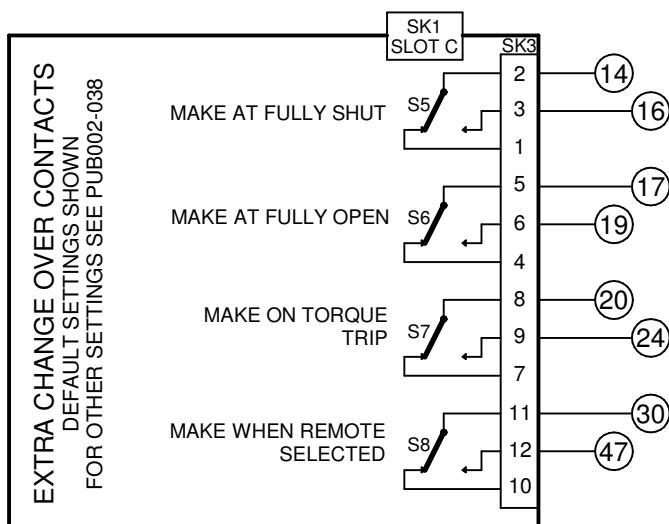 SK1
SLOT C
SK3
EXTRA CHANGE OVER CONTACTS
DEFAULT SETTINGS SHOWN
FOR OTHER SETTINGS SEE PUB002-038
MAKE AT FULLY SHUT
S5
2
14
3
16
1
MAKE AT FULLY OPEN
S6
5
17
6
19
4
MAKE ON TORQUE
TRIP
S7
8
20
9
24
7
MAKE WHEN REMOTE
SELECTED
S8
11
30
12
47
10